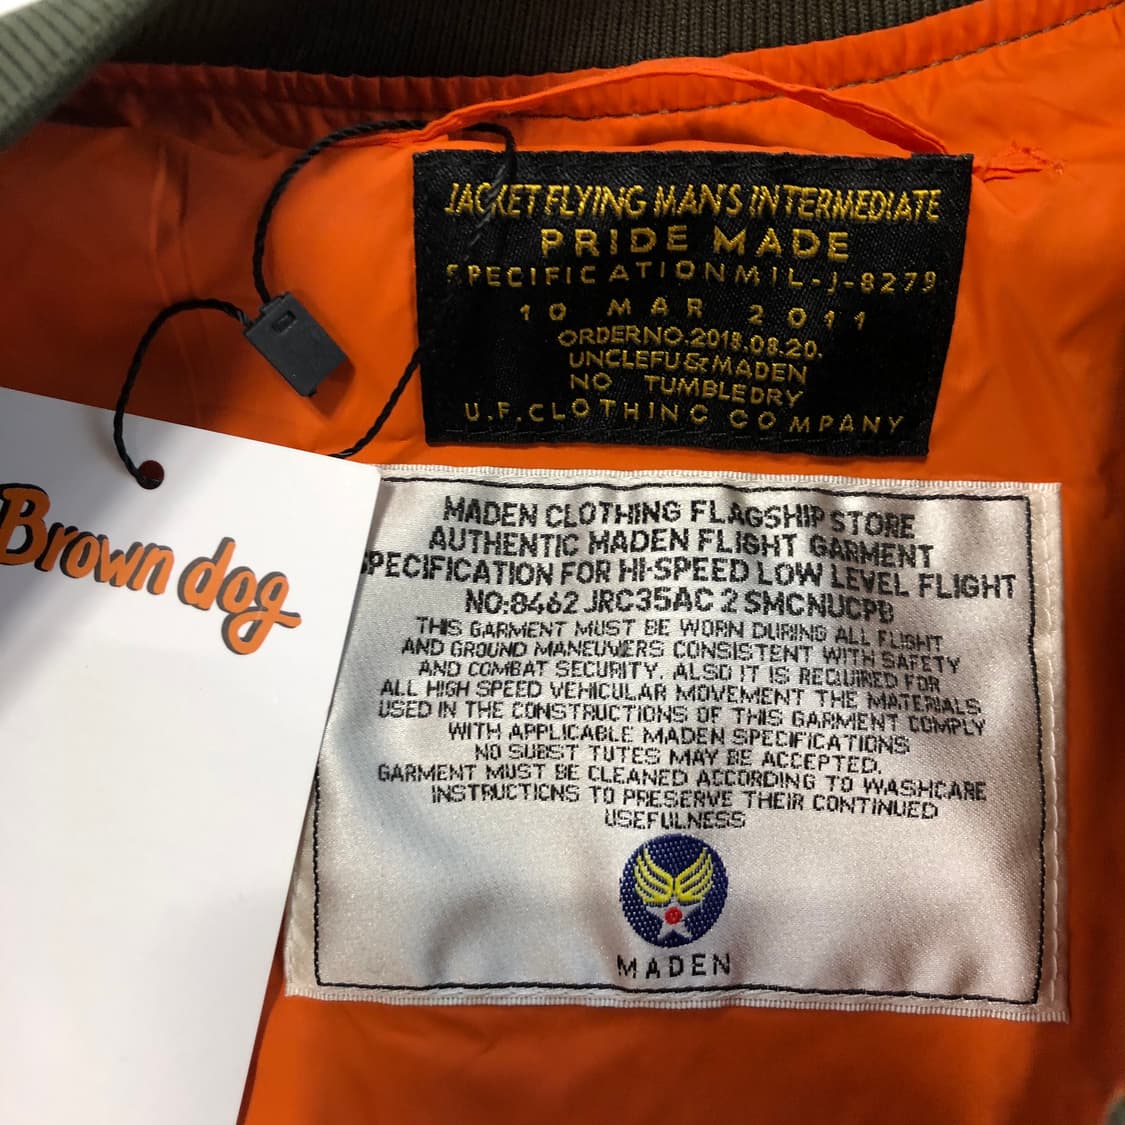 JACKET FLYING MAN'S INTERMEDIATE
PRIDE MADE
SPECIFICATION MIL-J-8279
10 MAR 2011
ORDERNO.2018.08.20.
UNCLEFU&MADEN
NO TUMBLEDRY
U.F.CLOTHING COMPANY
Brown dog
MADEN CLOTHING FLAGSHIP STORE
AUTHENTIC MADEN FLIGHT GARMENT
SPECIFICATION FOR HI-SPEED LOW LEVEL FLIGHT
NO:8462 JRC35AC 2 SMCNUCPB
THIS GARMENT MUST BE WORN DURING ALL FLIGHT
AND GROUND MANEUVERS CONSISTENT WITH SAFETY
AND COMBAT SECURITY. ALSO IT IS REQUIRED FOR
ALL HIGH SPEED VEHICULAR MOVEMENT THE MATERIALS
USED IN THE CONSTRUCTIONS OF THIS GARMENT COMPLY
WITH APPLICABLE MADEN SPECIFICATIONS
NO SUBST TUTES MAY BE ACCEPTED.
GARMENT MUST BE CLEANED ACCORDING TO WASHCARE
INSTRUCTIONS TO PRESERVE THEIR CONTINUED
USEFULNESS
MADEN